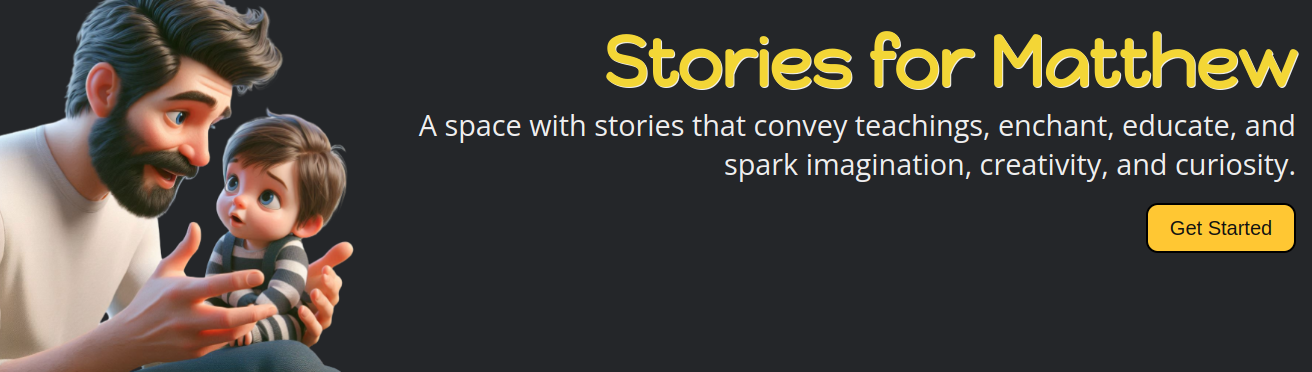 Stories for Matthew
A space with stories that convey teachings, enchant, educate, and
spark imagination, creativity, and curiosity.
Get Started